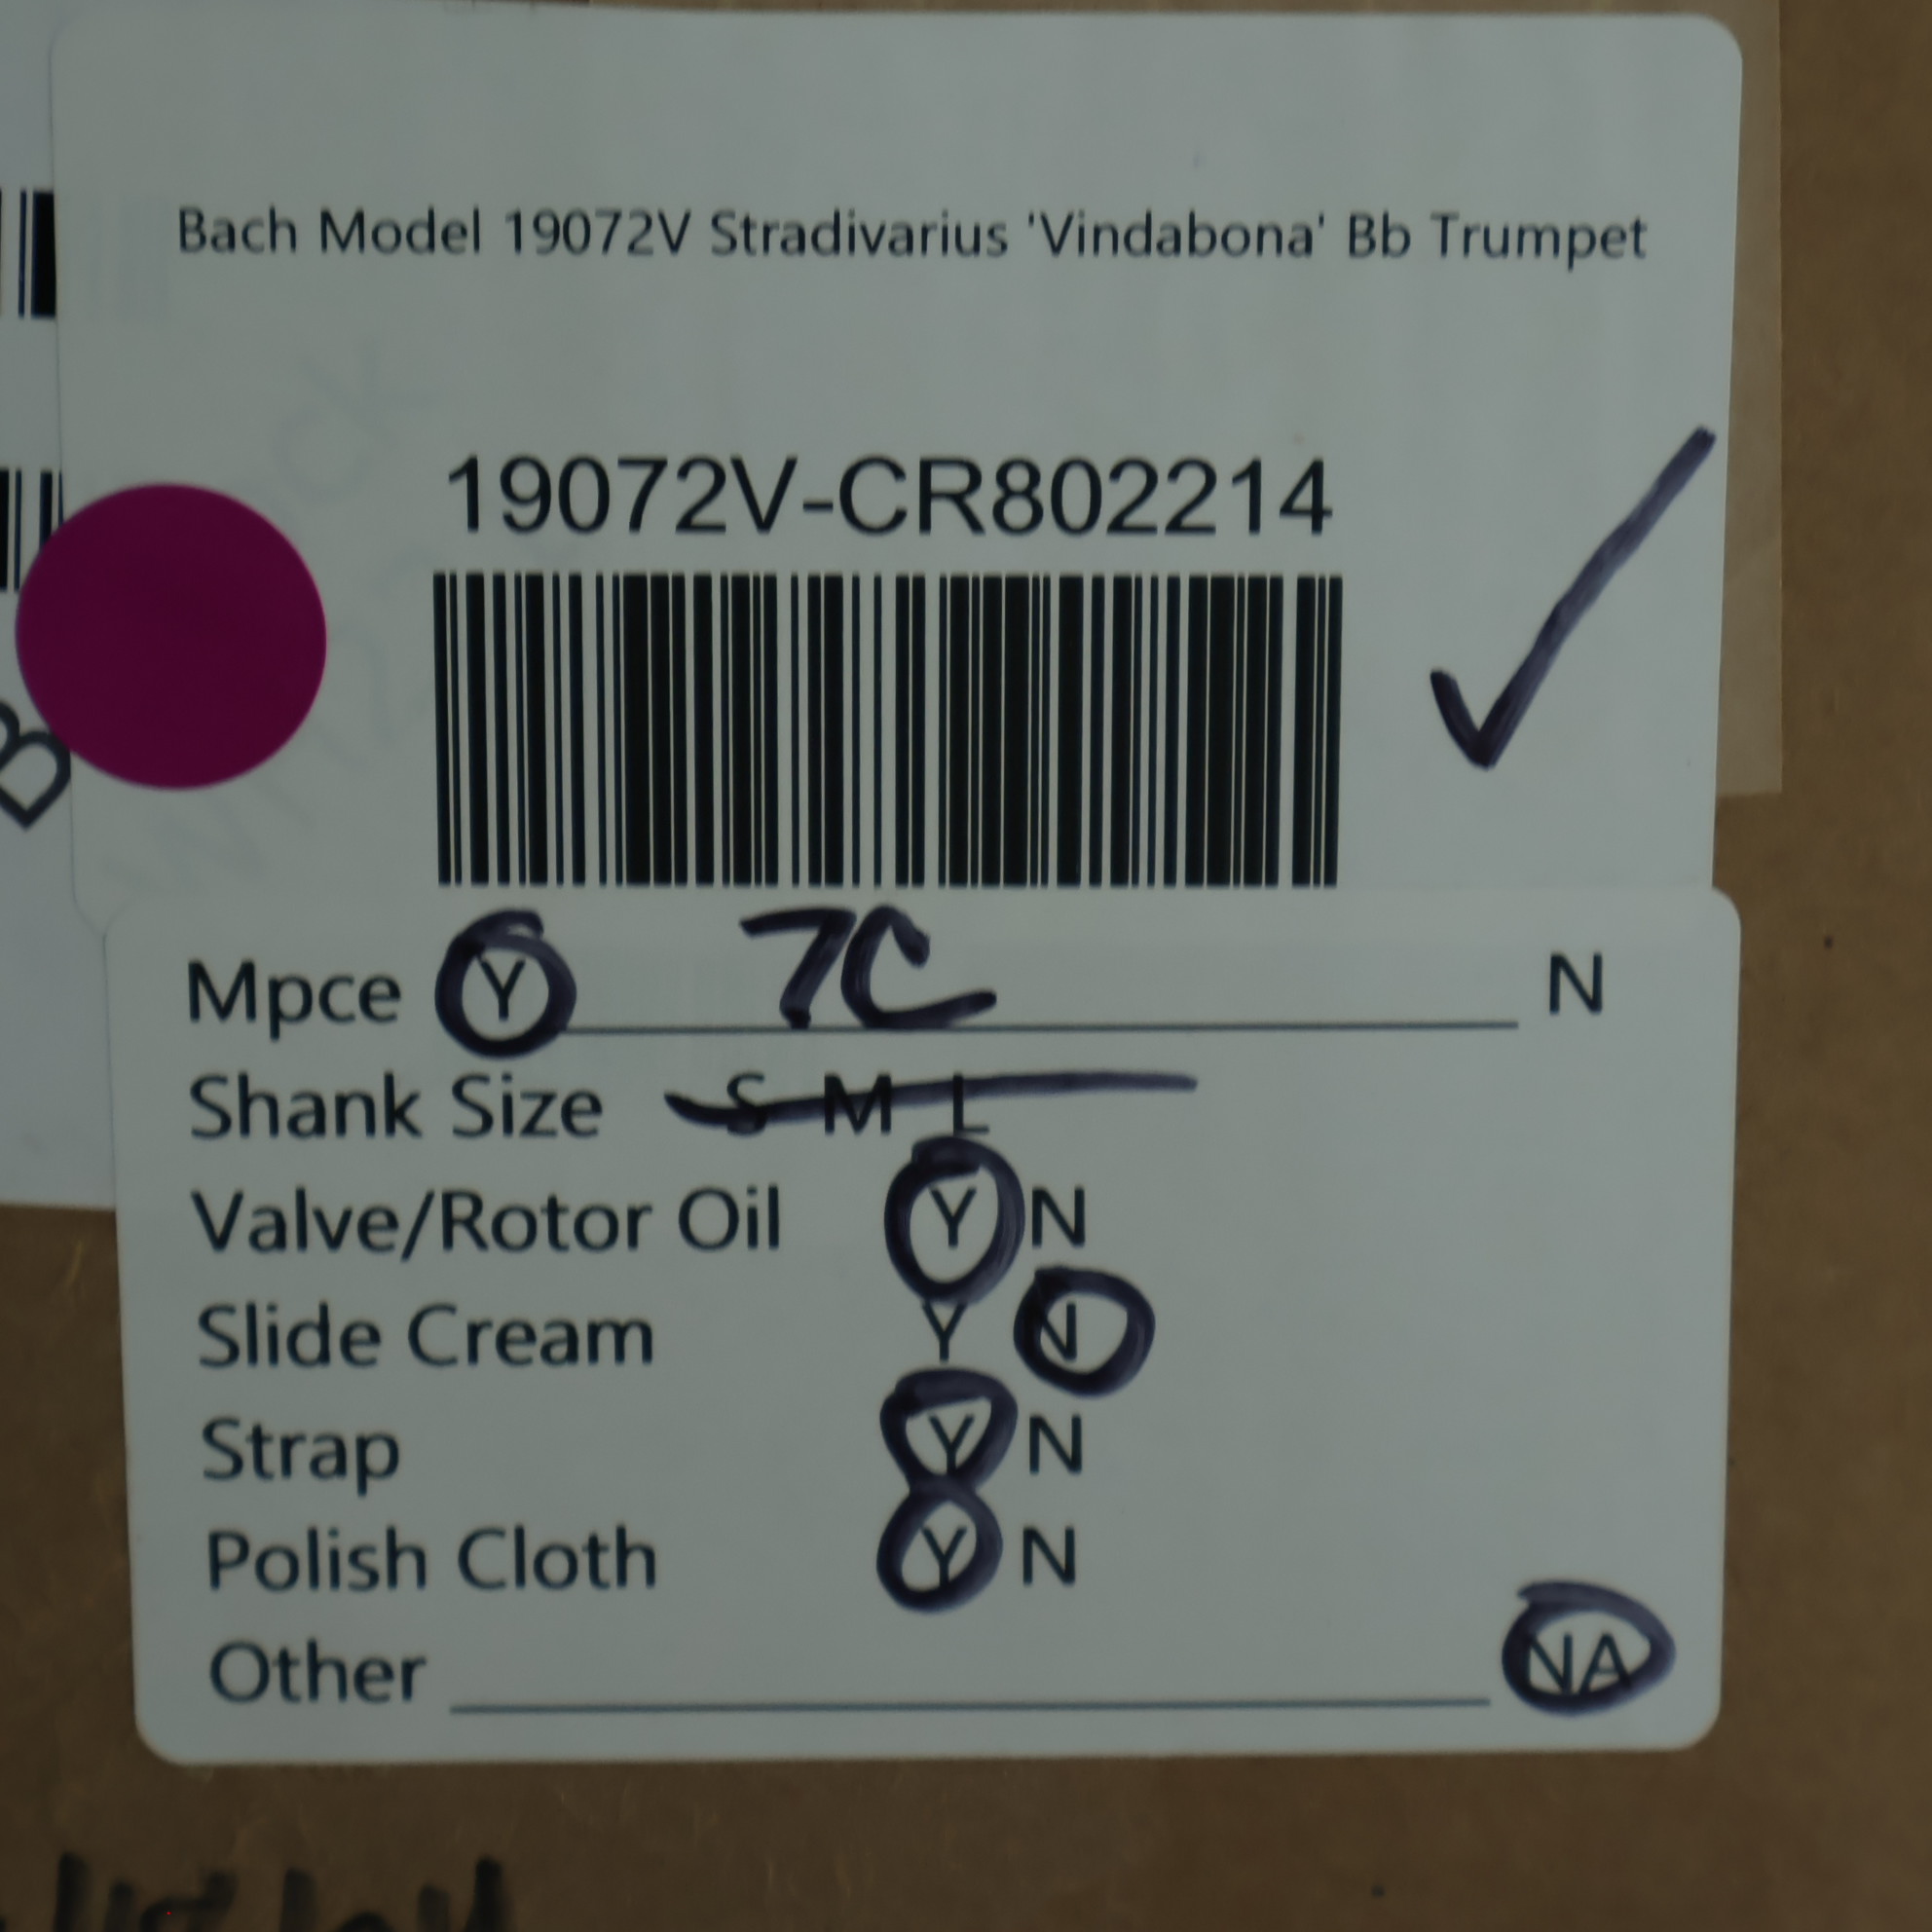 Bach Model 19072V Stradivarius 'Vindabona' Bb Trumpet
19072V-CR802214
B
Mpce Y 7C N
Shank Size S M L
Valve/Rotor Oil Y N
Slide Cream Y N
Strap Y N
Polish Cloth Y N
Other NA